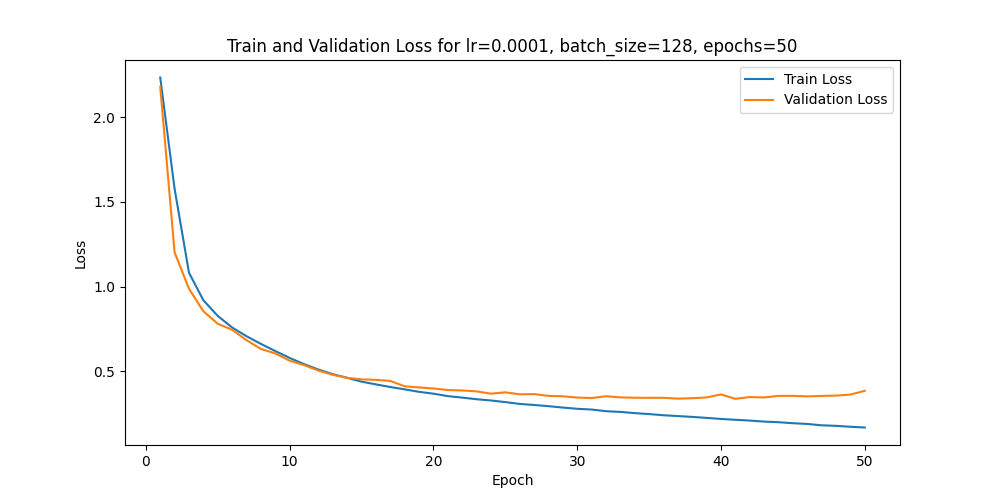 Train and Validation Loss for lr=0.0001, batch_size=128, epochs=50
Train Loss
Validation Loss
2.0
1.5
1.0
0.5
Loss
0 10 20 30 40 50
Epoch